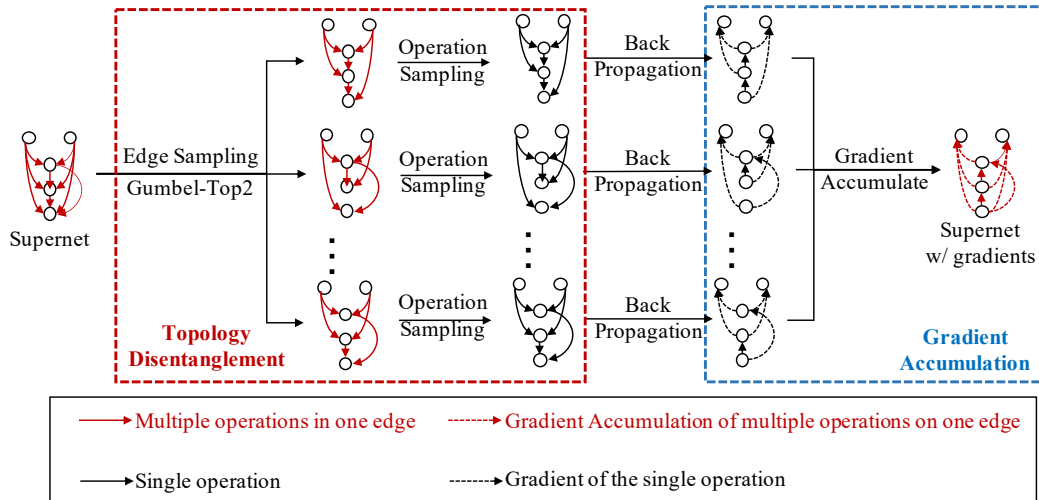 Operation
Sampling
Back
Propagation
Supernet
Edge Sampling
Gumbel-Top2
Operation
Sampling
Back
Propagation
Gradient
Accumulate
Supernet
w/ gradients
Operation
Sampling
Back
Propagation
Topology
Disentanglement
Gradient
Accumulation
Multiple operations in one edge
Gradient Accumulation of multiple operations on one edge
Single operation
Gradient of the single operation